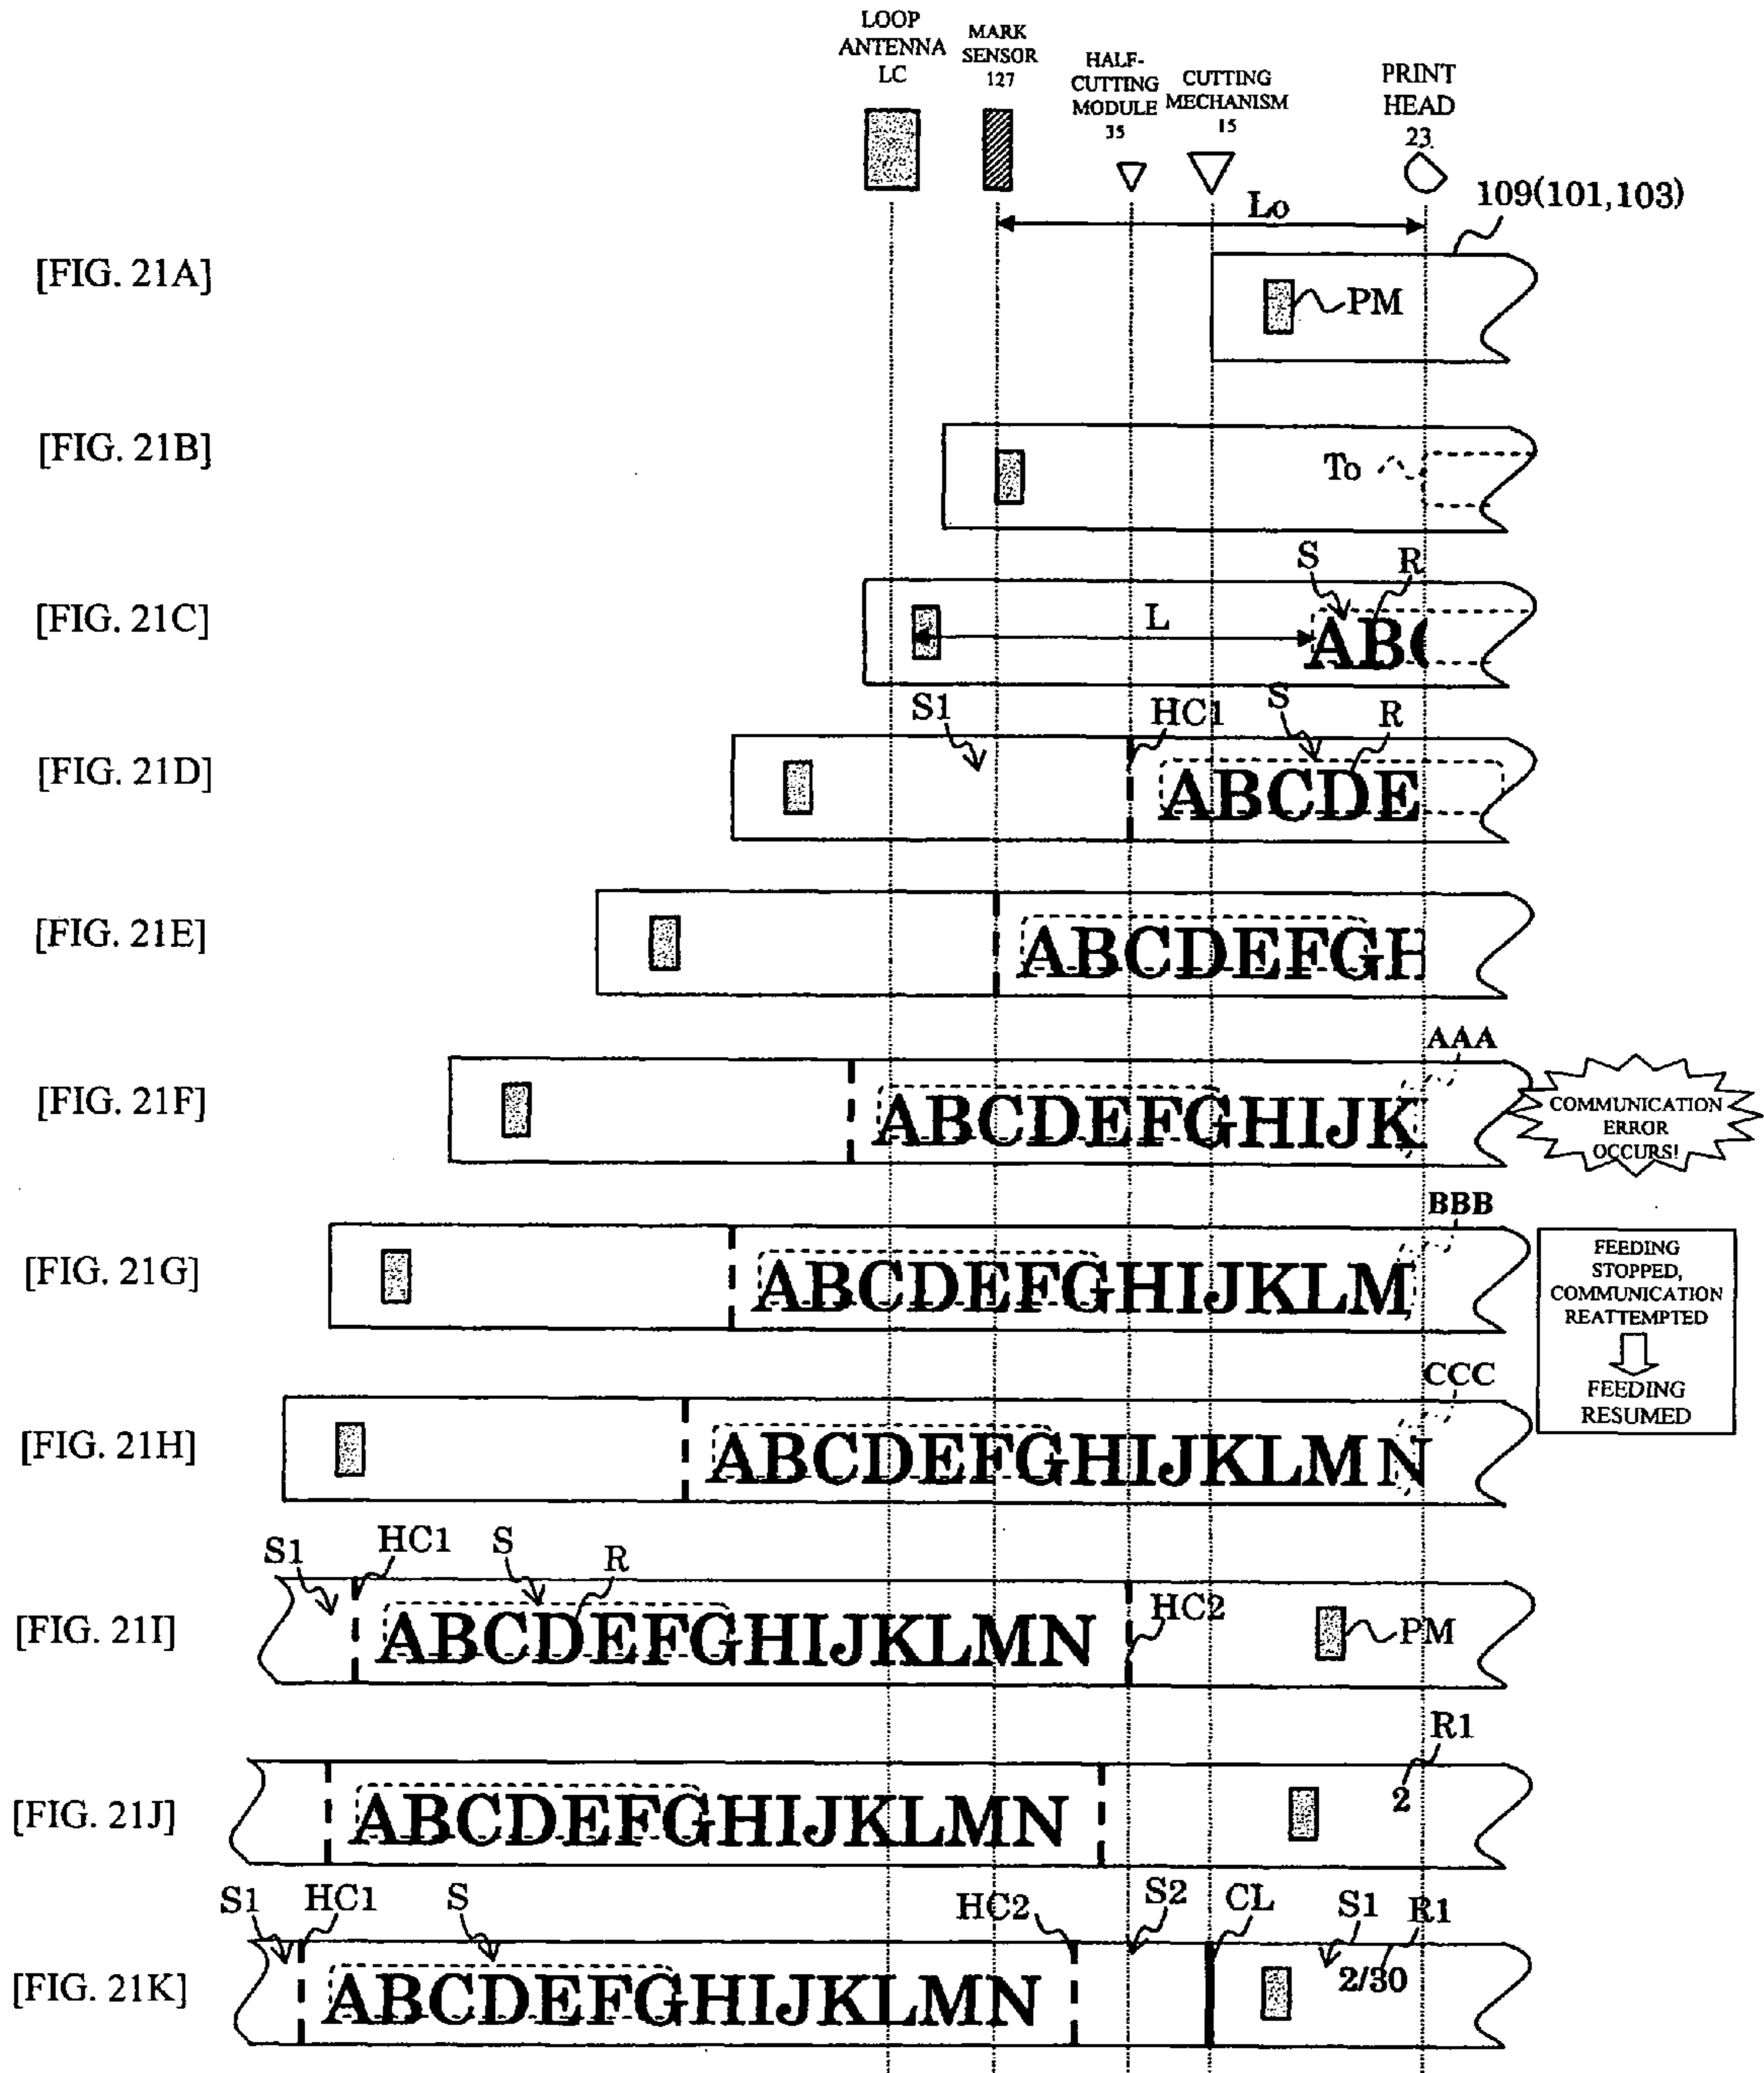 LOOP
ANTENNA
LC
MARK
SENSOR
127
HALF-
CUTTING
MODULE
35
CUTTING
MECHANISM
15
PRINT
HEAD
23
109(101,103)
Lo
[FIG. 21A]
PM
[FIG. 21B]
To
[FIG. 21C]
S
R
L
ABC
[FIG. 21D]
S1
HC1
S
R
ABCDE
[FIG. 21E]
ABCDEFGH
[FIG. 21F]
AAA
ABCDEFGHIJK
COMMUNICATION
ERROR
OCCURS!
[FIG. 21G]
BBB
ABCDEFGHIJKLM
FEEDING
STOPPED,
COMMUNICATION
REATTEMPTED
FEEDING
RESUMED
[FIG. 21H]
CCC
ABCDEFGHIJKLMN
[FIG. 21I]
S1
HC1
S
R
ABCDEFGHIJKLMN
HC2
PM
[FIG. 21J]
ABCDEFGHIJKLMN
R1
2
[FIG. 21K]
S1
HC1
S
HC2
S2
CL
S1
R1
ABCDEFGHIJKLMN
2/30